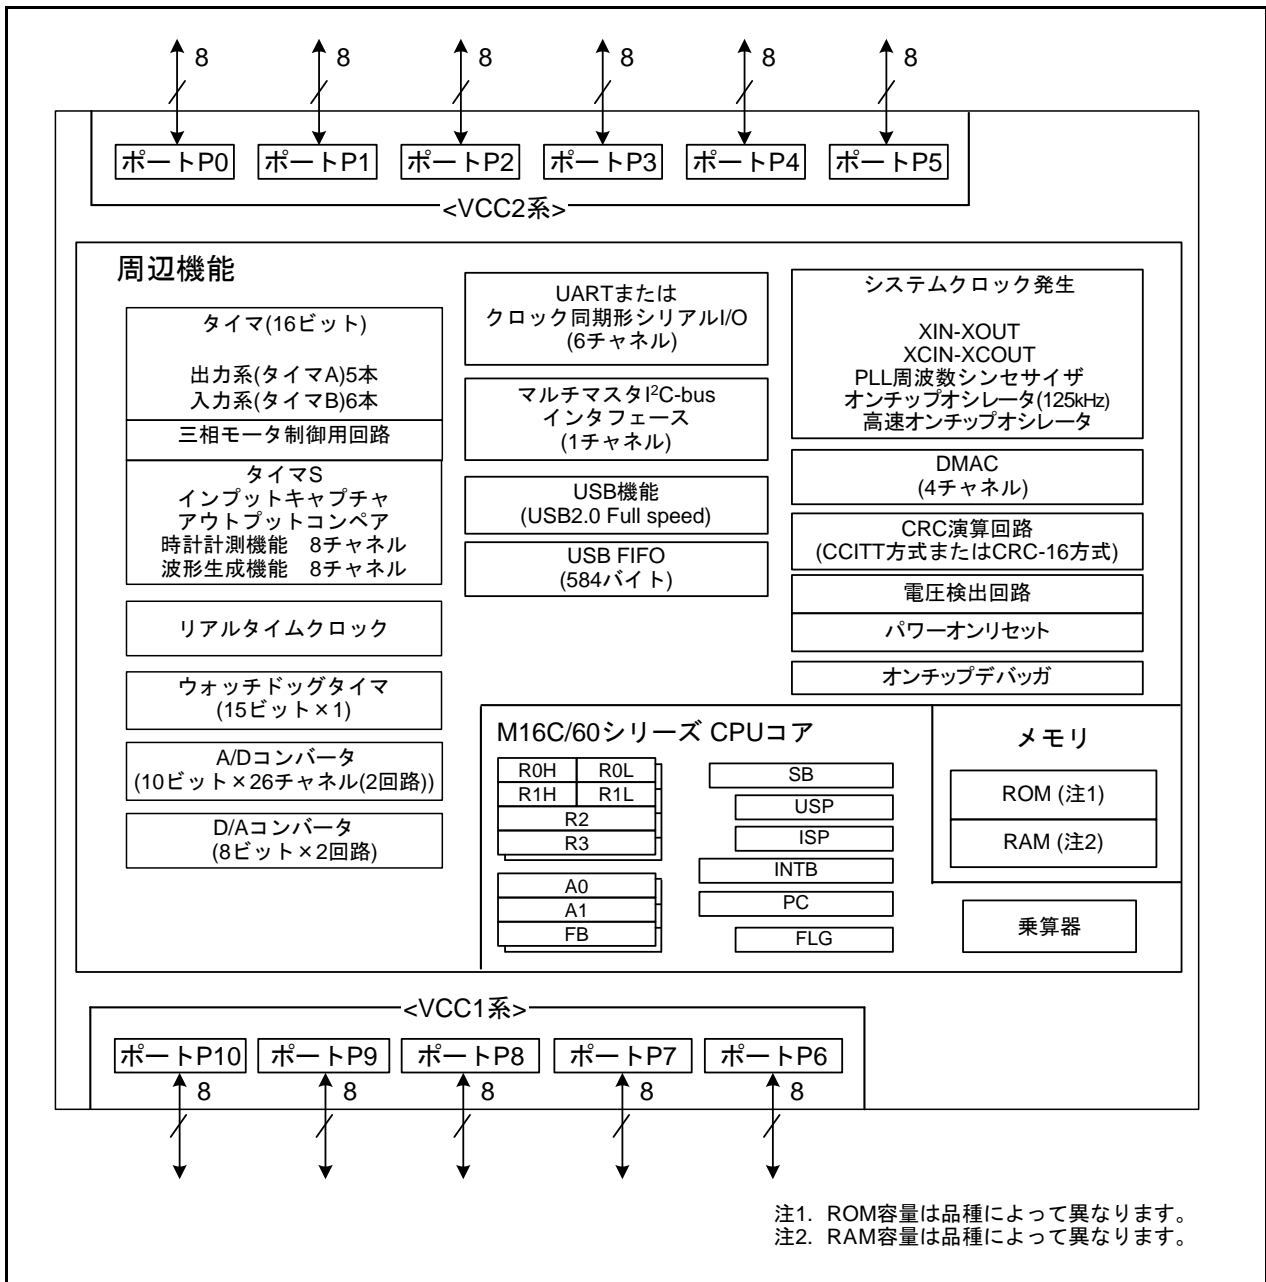 8 8 8 8 8 8
ポートP0 ポートP1 ポートP2 ポートP3 ポートP4 ポートP5
<VCC2系>
周辺機能
タイマ(16ビット)
出力系(タイマA)5本
入力系(タイマB)6本
三相モータ制御用回路
タイマS
インプットキャプチャ
アウトプットコンペア
時計計測機能 8チャネル
波形生成機能 8チャネル
リアルタイムクロック
ウォッチドッグタイマ
(15ビット×1)
A/Dコンバータ
(10ビット×26チャネル(2回路))
D/Aコンバータ
(8ビット×2回路)
UARTまたは
クロック同期形シリアルI/O
(6チャネル)
マルチマスタI²C-bus
インタフェース
(1チャネル)
USB機能
(USB2.0 Full speed)
USB FIFO
(584バイト)
システムクロック発生
XIN-XOUT
XCIN-XCOUT
PLL周波数シンセサイザ
オンチップオシレータ(125kHz)
高速オンチップオシレータ
DMAC
(4チャネル)
CRC演算回路
(CCITT方式またはCRC-16方式)
電圧検出回路
パワーオンリセット
オンチップデバッガ
M16C/60シリーズ CPUコア
R0H R0L
R1H R1L
R2
R3
A0
A1
FB
SB
USP
ISP
INTB
PC
FLG
メモリ
ROM (注1)
RAM (注2)
乗算器
<VCC1系>
ポートP10 ポートP9 ポートP8 ポートP7 ポートP6
8 8 8 8 8
注1. ROM容量は品種によって異なります。
注2. RAM容量は品種によって異なります。